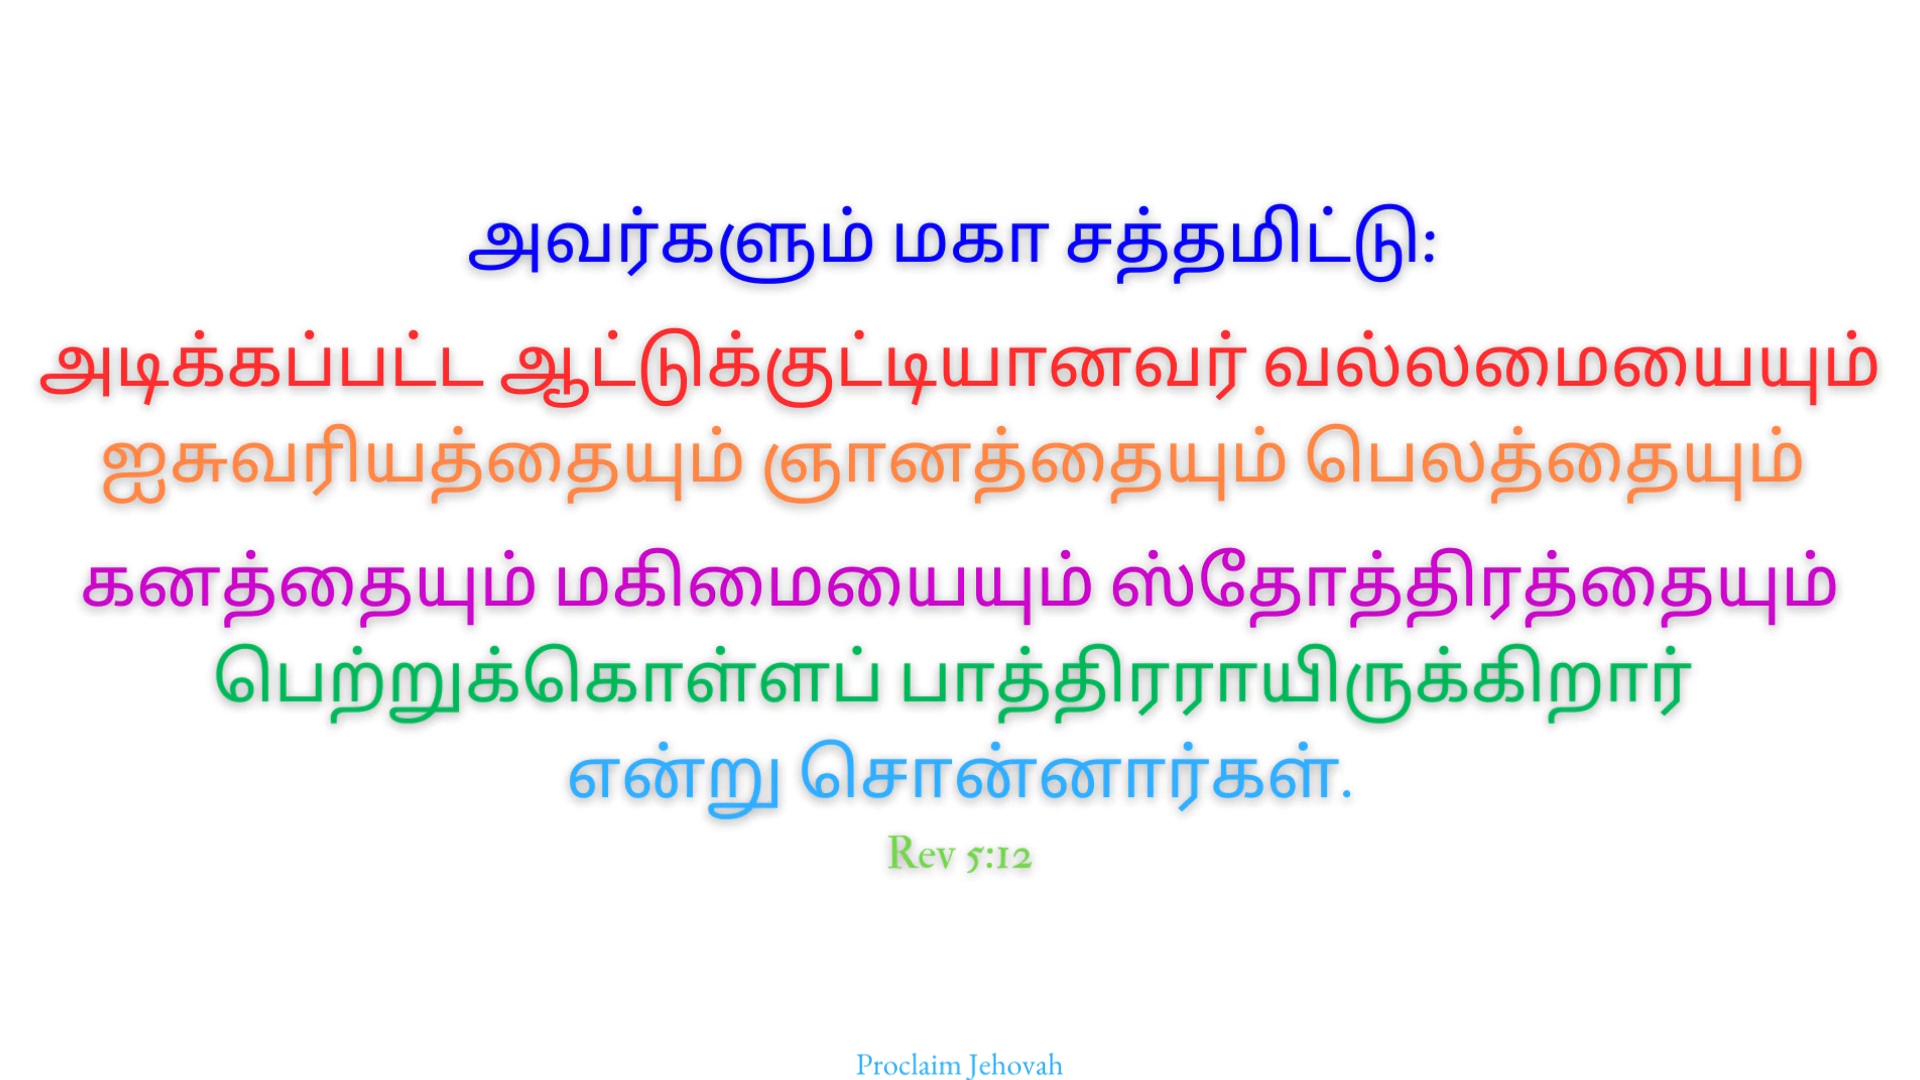 அவர்களும் மகா சத்தமிட்டு:
அடிக்கப்பட்ட ஆட்டுக்குட்டியானவர் வல்லமையையும்
ஐசுவரியத்தையும் ஞானத்தையும் பெலத்தையும்
கனத்தையும் மகிமையையும் ஸ்தோத்திரத்தையும்
பெற்றுக்கொள்ளப் பாத்திரராயிருக்கிறார்
என்று சொன்னார்கள்.
Rev 5:12
Proclaim Jehovah